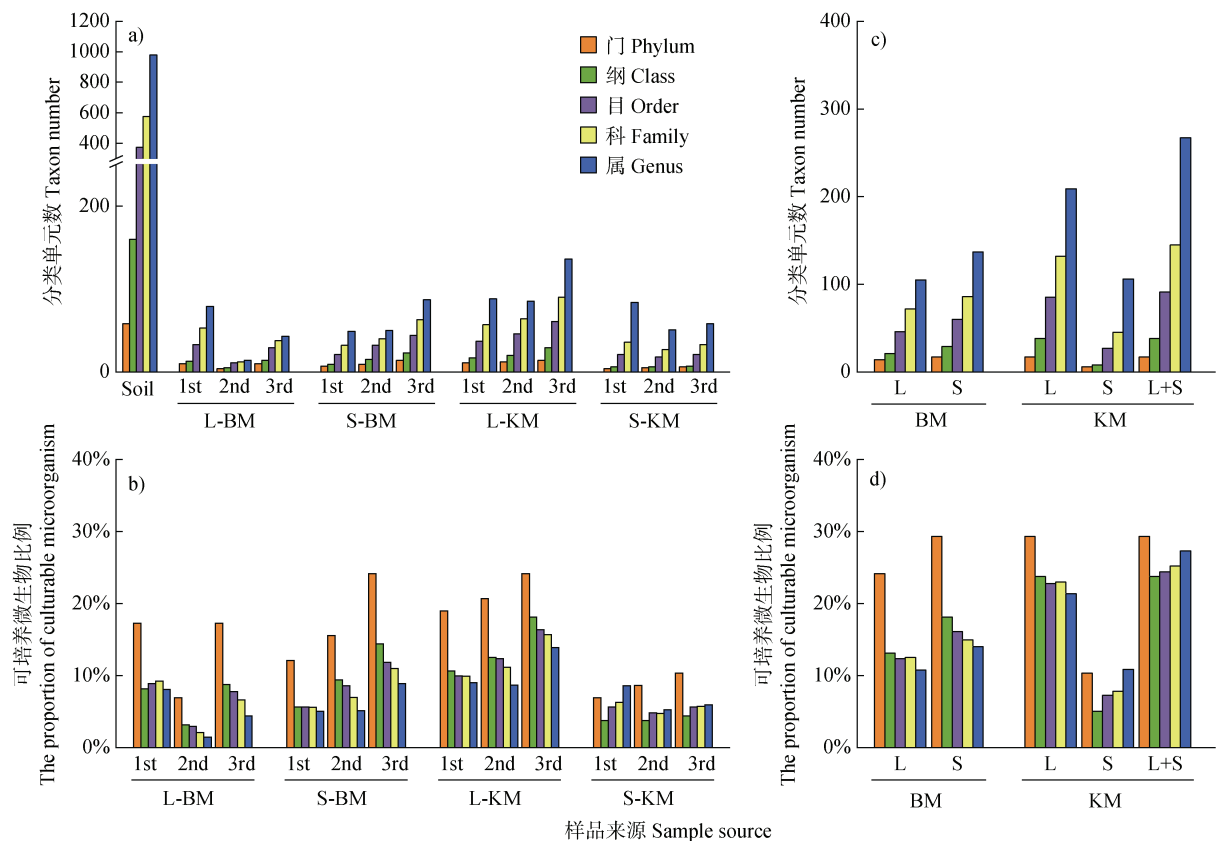 a)
分类单元数 Taxon number
1200
1000
800
600
400
200
0
门 Phylum
纲 Class
目 Order
科 Family
属 Genus
Soil 1st 2nd 3rd 1st 2nd 3rd 1st 2nd 3rd 1st 2nd 3rd
L-BM S-BM L-KM S-KM
c)
分类单元数 Taxon number
400
300
200
100
0
L S L S L+S
BM KM
b)
可培养微生物比例
The proportion of culturable microorganism
40%
30%
20%
10%
0%
1st 2nd 3rd 1st 2nd 3rd 1st 2nd 3rd 1st 2nd 3rd
L-BM S-BM L-KM S-KM
d)
可培养微生物比例
The proportion of culturable microorganism
40%
30%
20%
10%
0%
L S L S L+S
BM KM
样品来源 Sample source